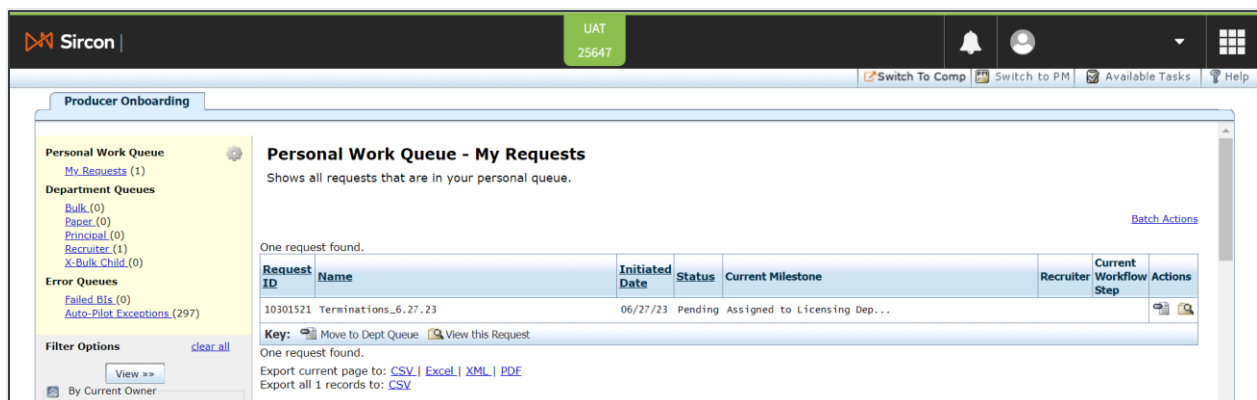 Sircon |
UAT
25647
Switch To Comp Switch to PM Available Tasks Help
Producer Onboarding
Personal Work Queue
My Requests (1)
Department Queues
Bulk (0)
Paper (0)
Principal (0)
Recruiter (1)
X-Bulk Child (0)
Error Queues
Failed BIs (0)
Auto-Pilot Exceptions (297)
Filter Options clear all
View »»
By Current Owner
Personal Work Queue - My Requests
Shows all requests that are in your personal queue.
Batch Actions
One request found.
Request ID Name Initiated Date Status Current Milestone Recruiter Current Workflow Step Actions
10301521 Terminations_6.27.23 06/27/23 Pending Assigned to Licensing Dep...
Key: Move to Dept Queue View this Request
One request found.
Export current page to: CSV | Excel | XML | PDF
Export all 1 records to: CSV